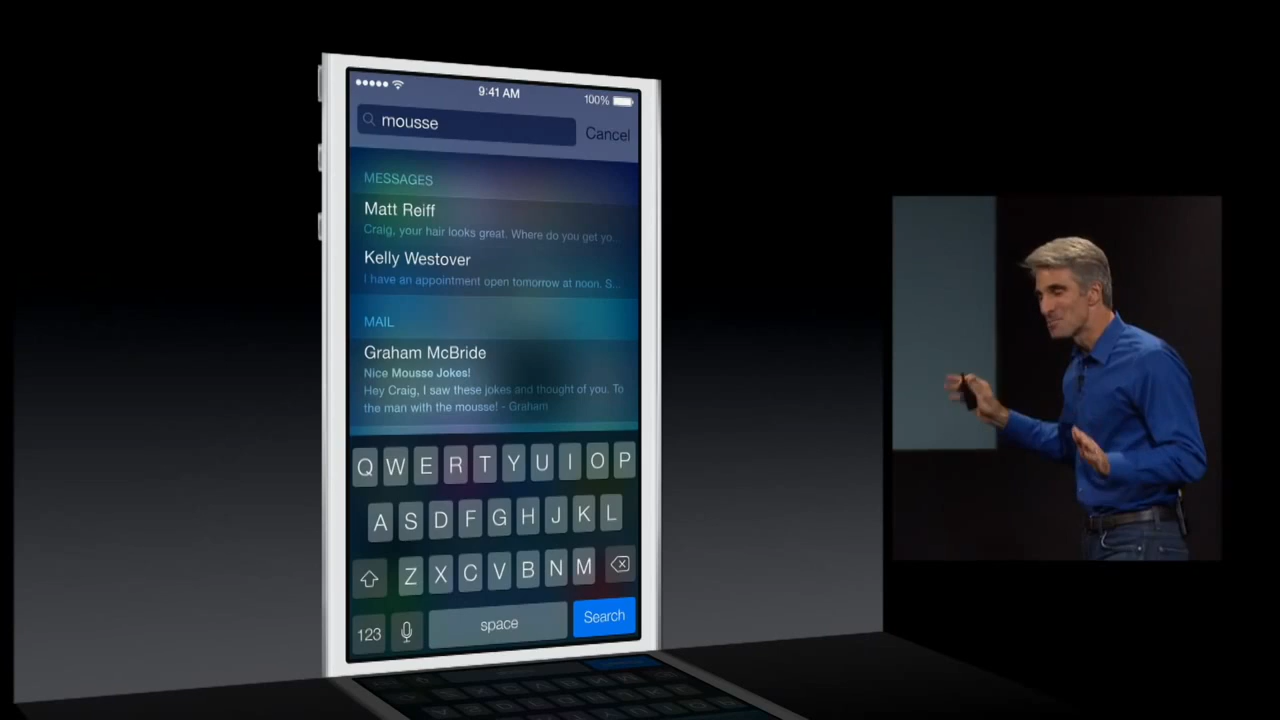 9:41 AM
100%
mousse
Cancel
MESSAGES
Matt Reiff
Craig, your hair looks great. Where do you get yo...
Kelly Westover
I have an appointment open tomorrow at noon. S...
MAIL
Graham McBride
Nice Mousse Jokes!
Hey Craig, I saw these jokes and thought of you. To
the man with the mousse! - Graham
Q W E R T Y U I O P
A S D F G H J K L
Z X C V B N M
123
space
Search